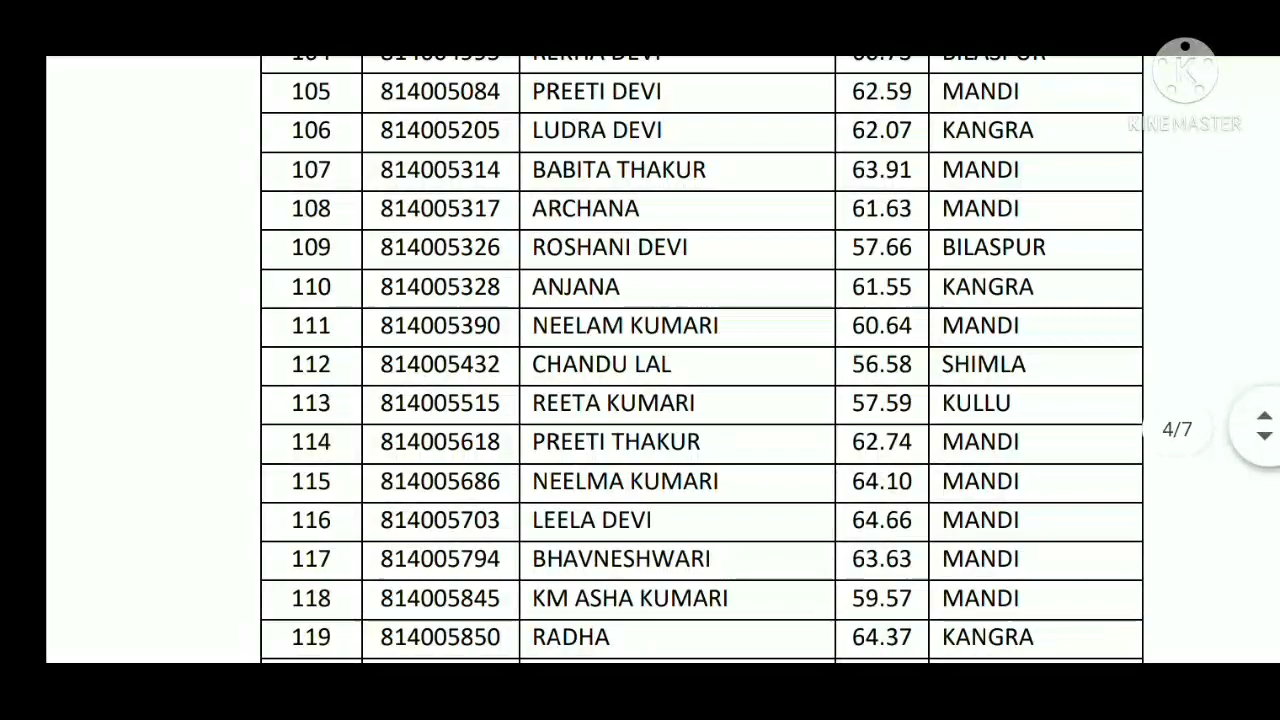 105 814005084 PREETI DEVI 62.59 MANDI
106 814005205 LUDRA DEVI 62.07 KANGRA
107 814005314 BABITA THAKUR 63.91 MANDI
108 814005317 ARCHANA 61.63 MANDI
109 814005326 ROSHANI DEVI 57.66 BILASPUR
110 814005328 ANJANA 61.55 KANGRA
111 814005390 NEELAM KUMARI 60.64 MANDI
112 814005432 CHANDU LAL 56.58 SHIMLA
113 814005515 REETA KUMARI 57.59 KULLU
114 814005618 PREETI THAKUR 62.74 MANDI
115 814005686 NEELMA KUMARI 64.10 MANDI
116 814005703 LEELA DEVI 64.66 MANDI
117 814005794 BHAVNESHWARI 63.63 MANDI
118 814005845 KM ASHA KUMARI 59.57 MANDI
119 814005850 RADHA 64.37 KANGRA
K
KINEMASTER
4/7